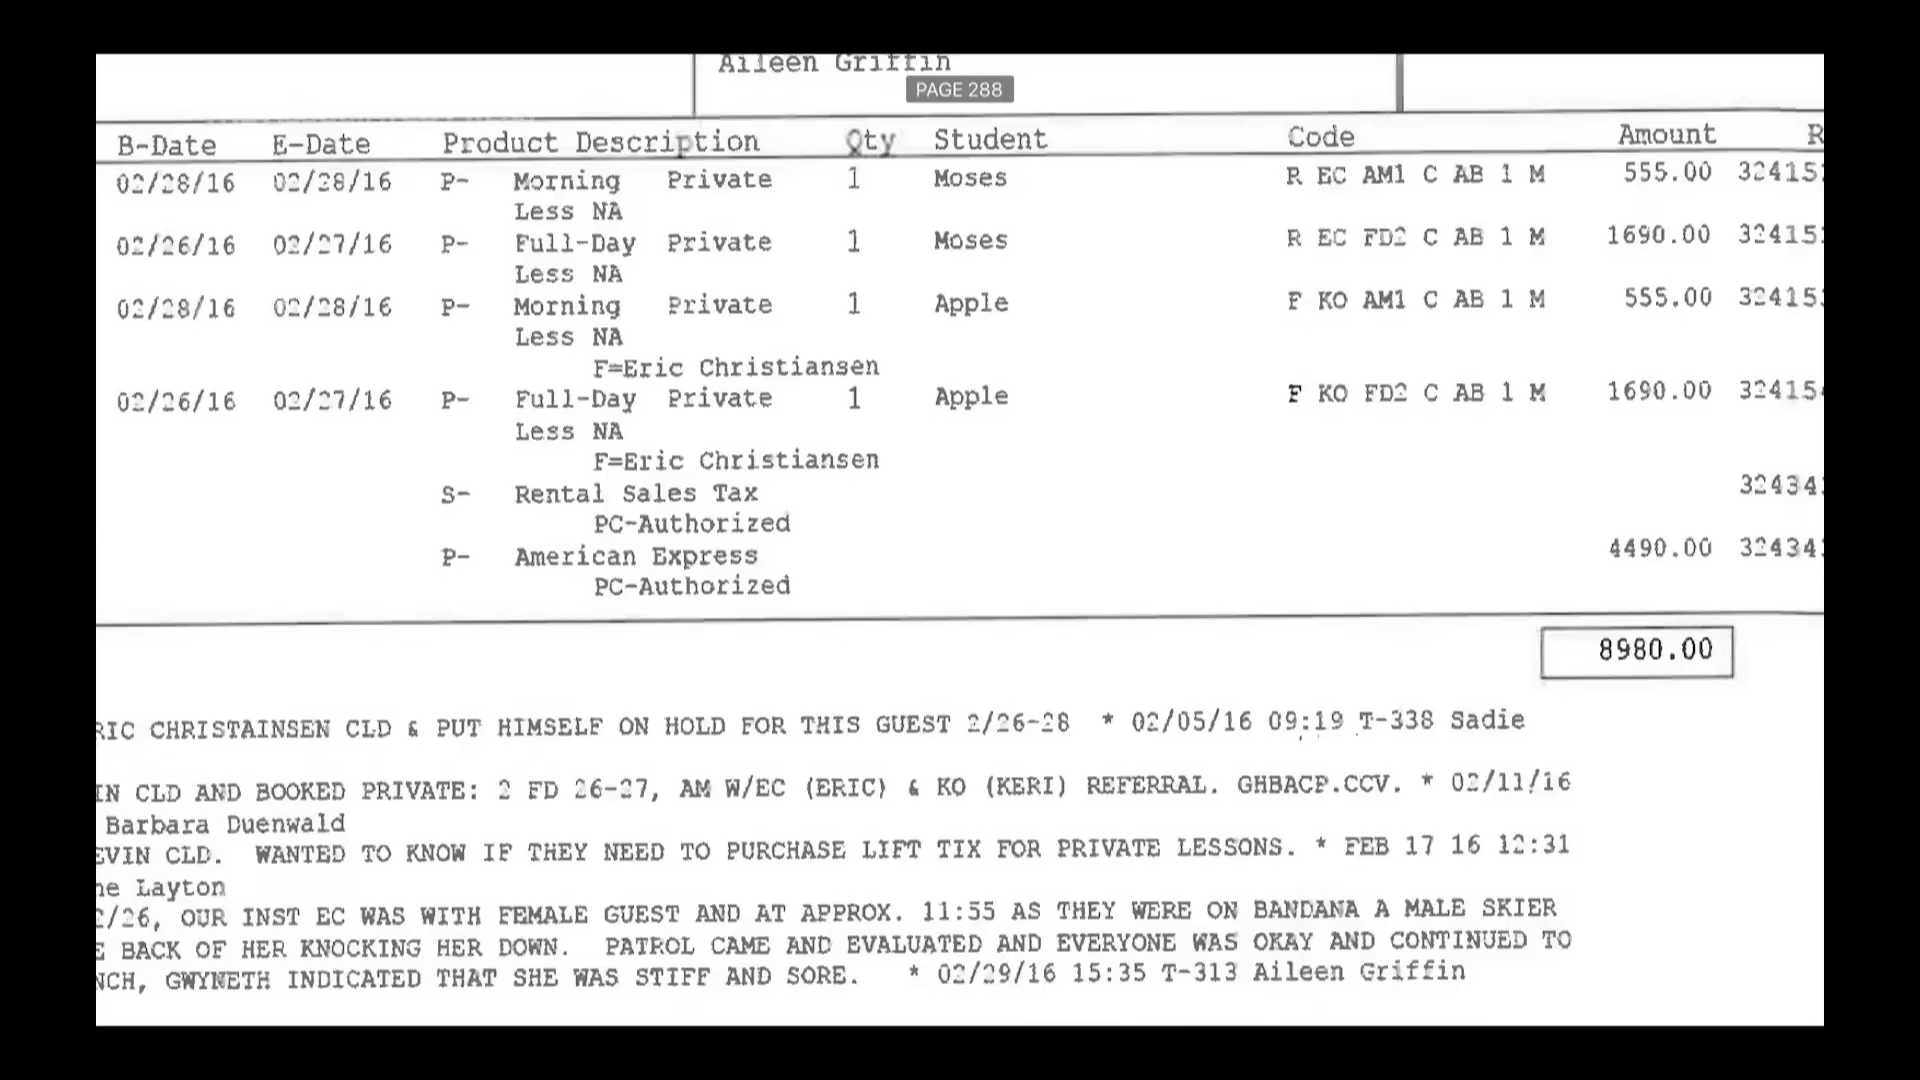 Aileen Griffin
PAGE 288
B-Date E-Date Product Description Qty Student Code Amount R
02/28/16 02/28/16 P- Morning Private 1 Moses R EC AM1 C AB 1 M 555.00 32415
Less NA
02/26/16 02/27/16 P- Full-Day Private 1 Moses R EC FD2 C AB 1 M 1690.00 32415
Less NA
02/28/16 02/28/16 P- Morning Private 1 Apple F KO AM1 C AB 1 M 555.00 32415
Less NA
F=Eric Christiansen
02/26/16 02/27/16 P- Full-Day Private 1 Apple F KO FD2 C AB 1 M 1690.00 32415
Less NA
F=Eric Christiansen
S- Rental Sales Tax 32434
PC-Authorized
P- American Express 4490.00 32434
PC-Authorized
8980.00
RIC CHRISTAINSEN CLD & PUT HIMSELF ON HOLD FOR THIS GUEST 2/26-28 * 02/05/16 09:19 T-338 Sadie
IN CLD AND BOOKED PRIVATE: 2 FD 26-27, AM W/EC (ERIC) & KO (KERI) REFERRAL. GHBACP.CCV. * 02/11/16
Barbara Duenwald
EVIN CLD. WANTED TO KNOW IF THEY NEED TO PURCHASE LIFT TIX FOR PRIVATE LESSONS. * FEB 17 16 12:31
ne Layton
2/26, OUR INST EC WAS WITH FEMALE GUEST AND AT APPROX. 11:55 AS THEY WERE ON BANDANA A MALE SKIER
E BACK OF HER KNOCKING HER DOWN. PATROL CAME AND EVALUATED AND EVERYONE WAS OKAY AND CONTINUED TO
NCH, GWYNETH INDICATED THAT SHE WAS STIFF AND SORE. * 02/29/16 15:35 T-313 Aileen Griffin